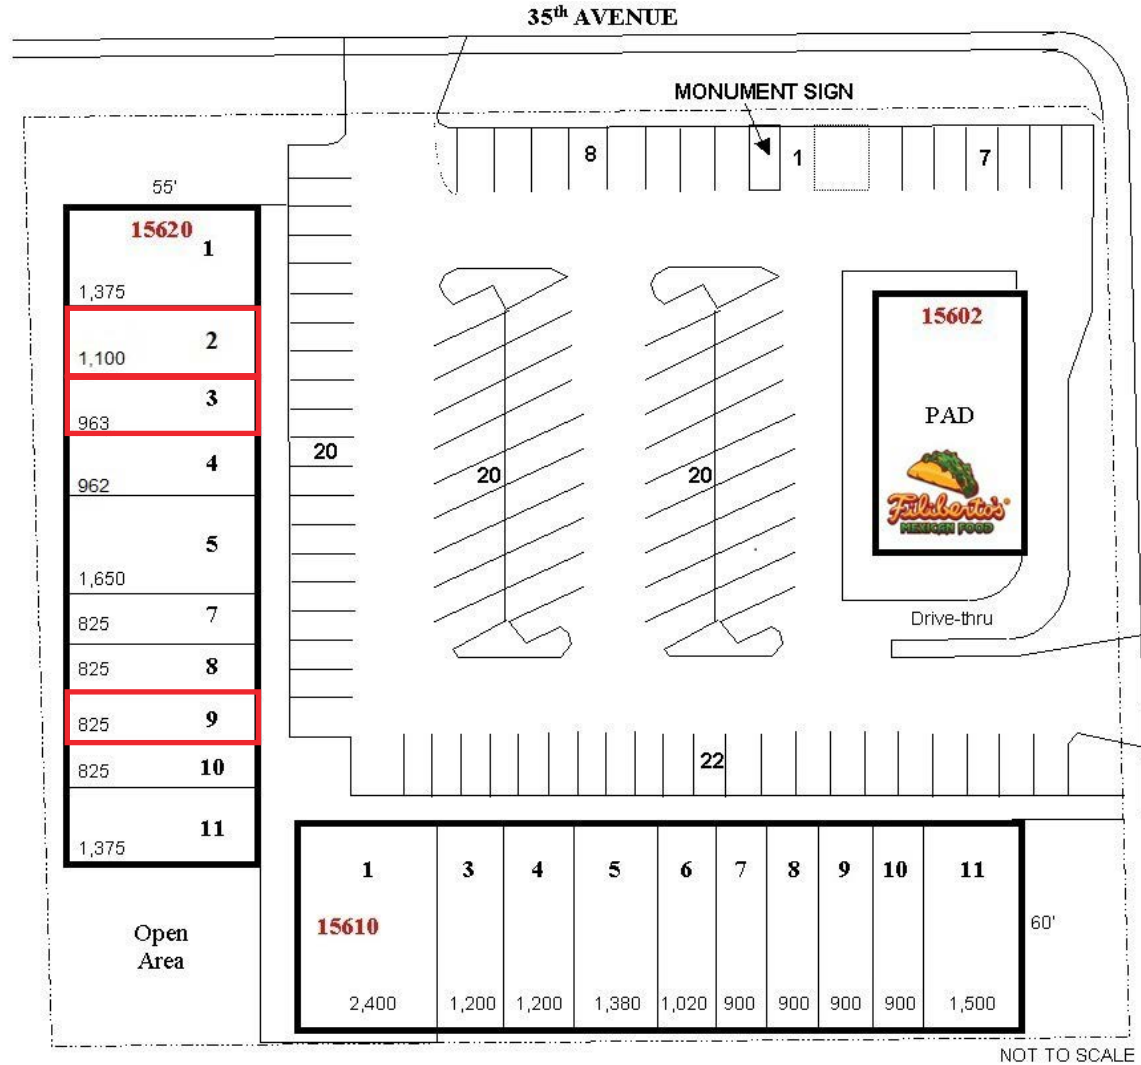 35th AVENUE
MONUMENT SIGN
8
1
7
55'
15620
1
1,375
2
1,100
3
963
4
962
5
1,650
7
825
8
825
9
825
10
825
11
1,375
Open
Area
20
20
20
22
15602
PAD
Filiberto's
MEXICAN FOOD
Drive-thru
1 3 4 5 6 7 8 9 10 11
15610
60'
2,400 1,200 1,200 1,380 1,020 900 900 900 900 1,500
NOT TO SCALE